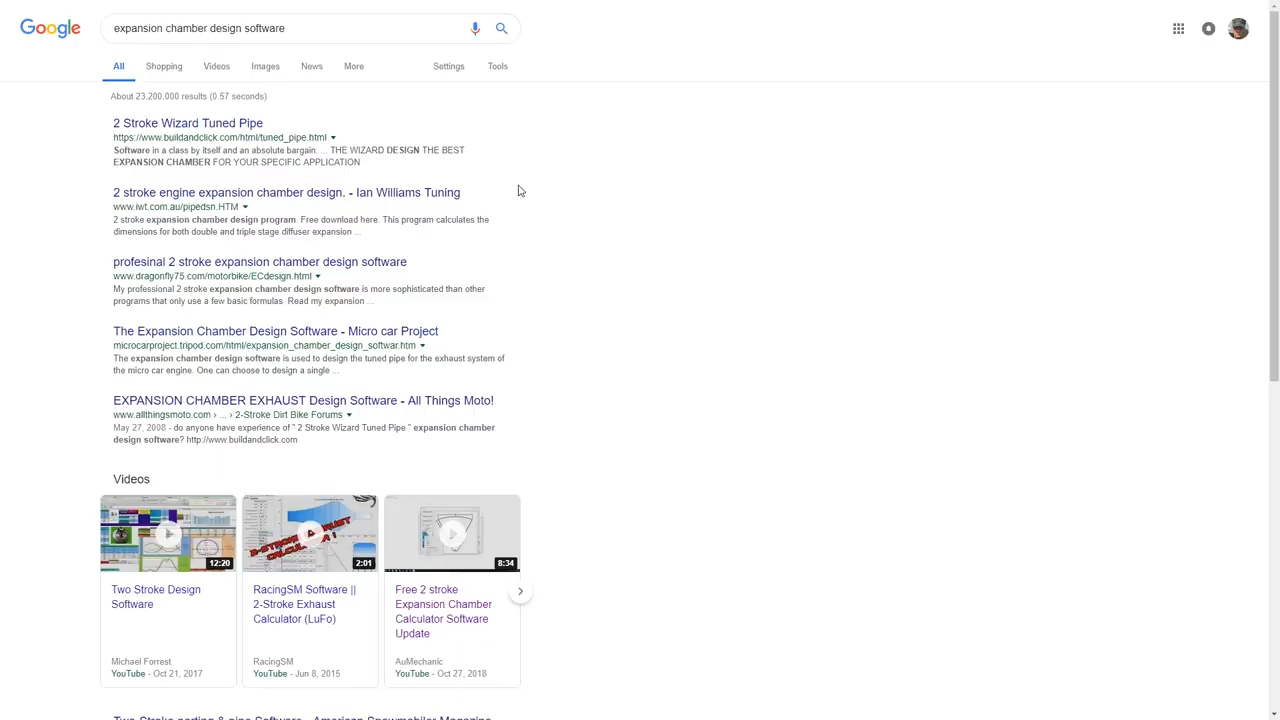 Google
expansion chamber design software
All Shopping Videos Images News More Settings Tools
About 23,200,000 results (0.57 seconds)
2 Stroke Wizard Tuned Pipe
https://www.buildandclick.com/html/tuned_pipe.html
Software in a class by itself and an absolute bargain. ... THE WIZARD DESIGN THE BEST
EXPANSION CHAMBER FOR YOUR SPECIFIC APPLICATION
2 stroke engine expansion chamber design. - Ian Williams Tuning
www.iwt.com.au/pipedsn.HTM
2 stroke expansion chamber design program. Free download here. This program calculates the
dimensions for both double and triple stage diffuser expansion ...
profesinal 2 stroke expansion chamber design software
www.dragonfly75.com/motorbike/ECdesign.html
My professional 2 stroke expansion chamber design software is more sophisticated than other
programs that only use a few basic formulas Read my expansion ...
The Expansion Chamber Design Software - Micro car Project
microcarproject.tripod.com/html/expansion_chamber_design_softwar.htm
The expansion chamber design software is used to design the tuned pipe for the exhaust system of
the micro car engine. One can choose to design a single ...
EXPANSION CHAMBER EXHAUST Design Software - All Things Moto!
www.allthingsmoto.com › ... › 2-Stroke Dirt Bike Forums
May 27, 2008 - do anyone have experience of " 2 Stroke Wizard Tuned Pipe " expansion chamber
design software? http://www.buildandclick.com
Videos
12:20
2:01
8:34
Two Stroke Design
Software
Michael Forrest
YouTube - Oct 21, 2017
RacingSM Software ||
2-Stroke Exhaust
Calculator (LuFo)
RacingSM
YouTube - Jun 8, 2015
Free 2 stroke
Expansion Chamber
Calculator Software
Update
AuMechanic
YouTube - Oct 27, 2018
Two Stroke porting & pipe Software - American Snowmobiler Magazine